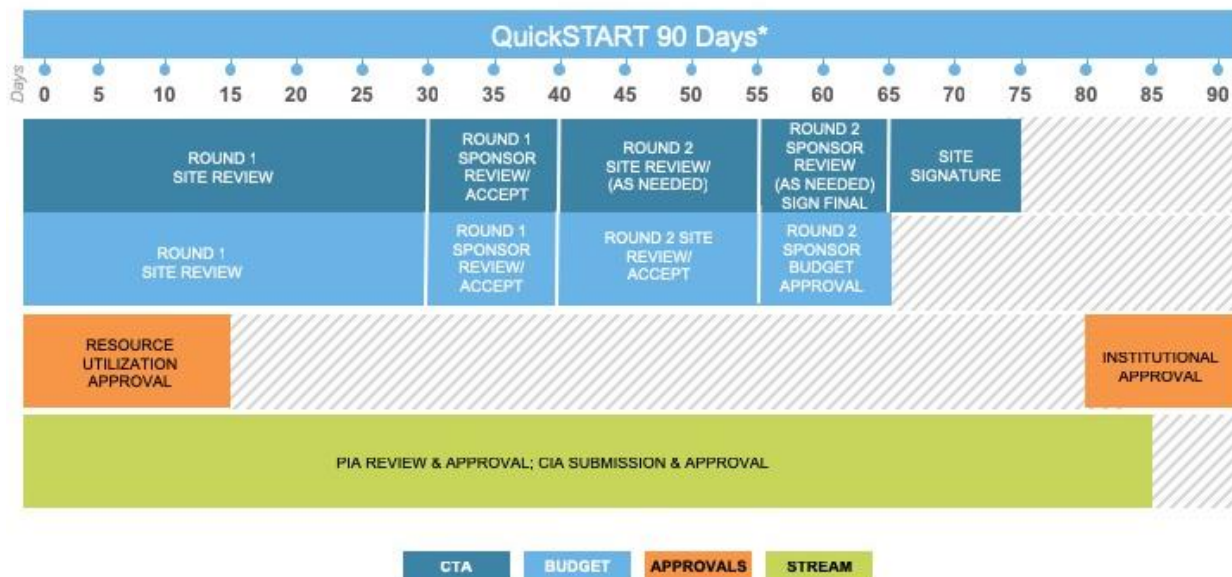 QuickSTART 90 Days*
Days
0 5 10 15 20 25 30 35 40 45 50 55 60 65 70 75 80 85 90
ROUND 1
SITE REVIEW
ROUND 1
SPONSOR
REVIEW/
ACCEPT
ROUND 2
SITE REVIEW/
(AS NEEDED)
ROUND 2
SPONSOR
REVIEW
(AS NEEDED)
SIGN FINAL
SITE
SIGNATURE
ROUND 1
SITE REVIEW
ROUND 1
SPONSOR
REVIEW/
ACCEPT
ROUND 2 SITE
REVIEW/
ACCEPT
ROUND 2
SPONSOR
BUDGET
APPROVAL
RESOURCE
UTILIZATION
APPROVAL
INSTITUTIONAL
APPROVAL
PIA REVIEW & APPROVAL; CIA SUBMISSION & APPROVAL
CTA
BUDGET
APPROVALS
STREAM